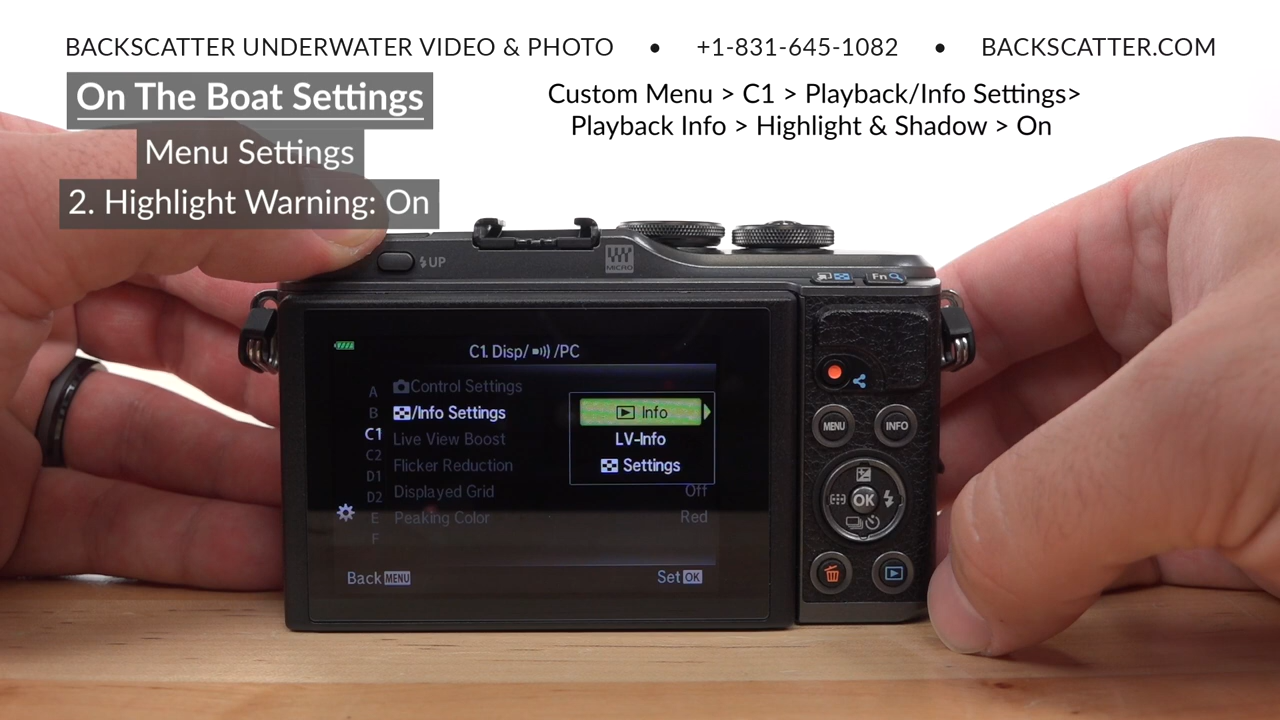 BACKSCATTER UNDERWATER VIDEO & PHOTO • +1-831-645-1082 • BACKSCATTER.COM
On The Boat Settings
Menu Settings
2. Highlight Warning: On
Custom Menu > C1 > Playback/Info Settings>
Playback Info > Highlight & Shadow > On
UP
MICRO
Fn
C1. Disp/ /PC
A
B
C1
C2
D1
D2
E
F
Control Settings
/Info Settings
Live View Boost
Flicker Reduction
Displayed Grid Off
Peaking Color Red
Info
LV-Info
Settings
Back MENU
Set OK
MENU
INFO
OK